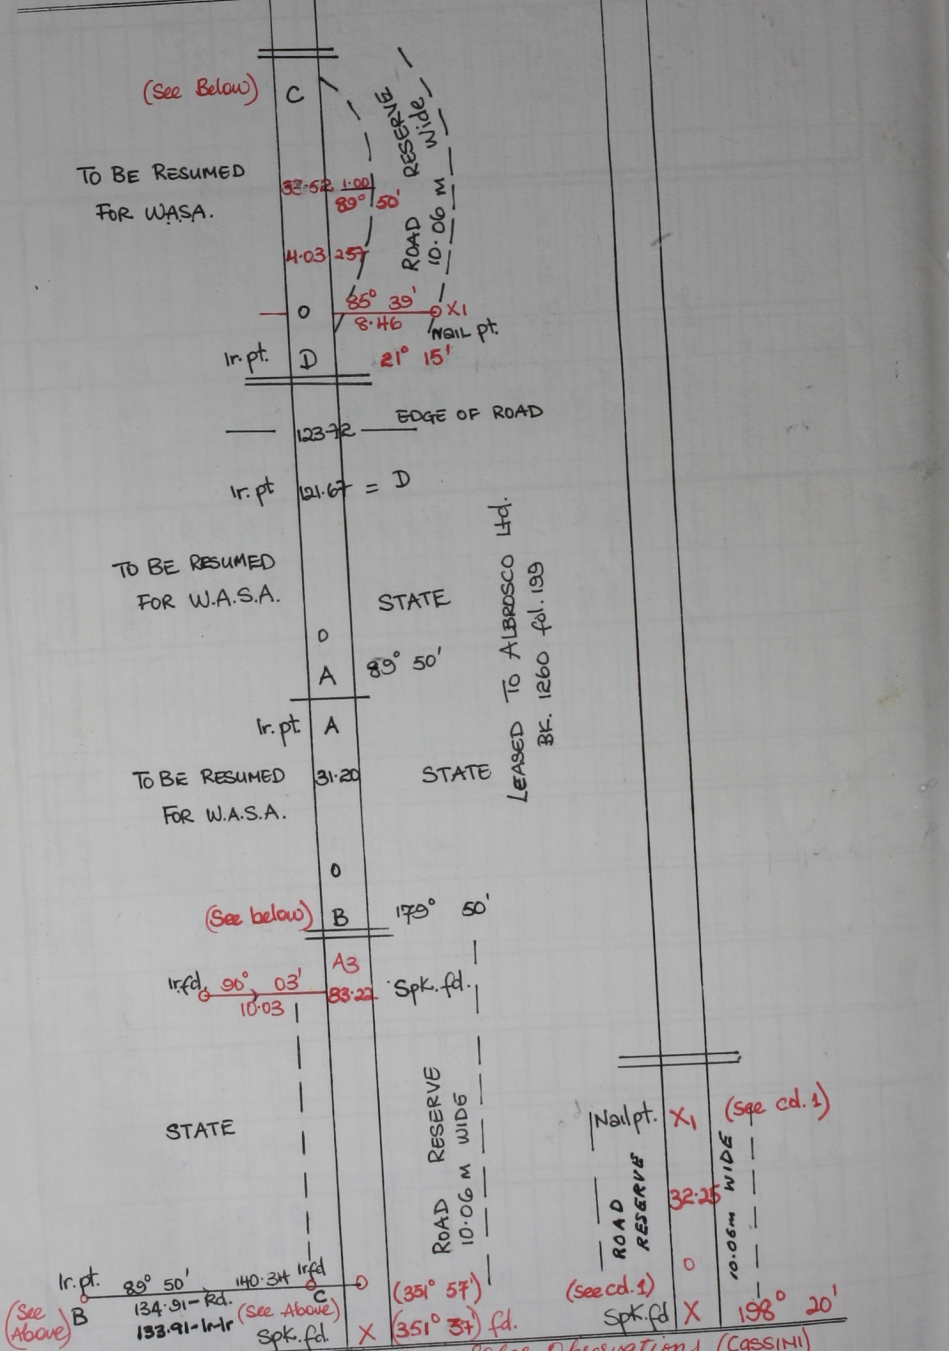 (See Below) C
TO BE RESUMED
FOR WASA.
32.52 1.00
89° 50'
4.03 2.57
ROAD RESERVE
10.06 M Wide
85° 39'
O X1
8.46
Nail pt.
Ir. pt. D 21° 15'
123.72 EDGE OF ROAD
Ir. pt 121.67 = D
TO BE RESUMED
FOR W.A.S.A.
STATE
O
A 89° 50'
Ir. pt. A
TO BE RESUMED 31.20 STATE
FOR W.A.S.A.
LEASED TO ALBROSCO Ltd.
BK. 1260 fol. 199
O
(See below) B 179° 50'
A3
Ir.fd. 90° 03' 83.22 Spk. fd.
10.03
STATE
ROAD RESERVE
10.06 M WIDE
Ir. pt. 89° 50' 140.34 Ir.fd
B C (351° 57')
(See Above) 134.91-Rd. (See Above)
133.91-Ir-Ir
Spk. fd. X (351° 37') fd.
Nail pt. X1 (see cd. 1)
ROAD RESERVE
32.25
10.06m WIDE
O
(see cd. 1)
Spk. fd X 198° 20'
Observations (CASSINI)